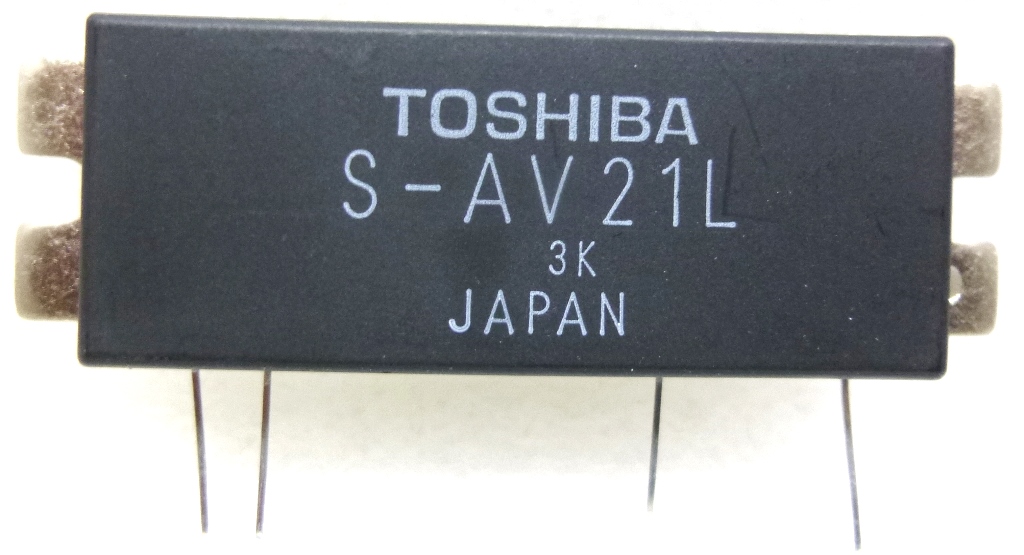 TOSHIBA
S-AV21L
3K
JAPAN